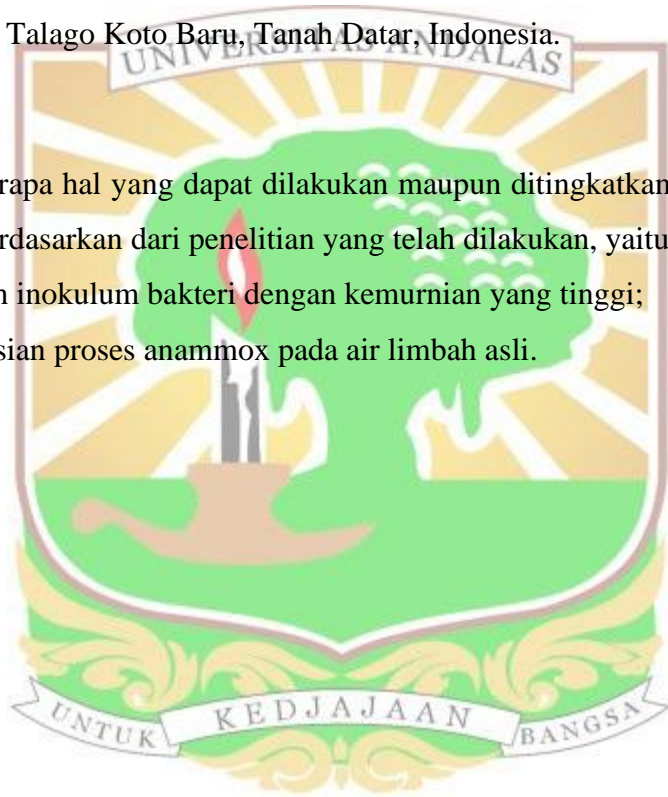 Talago Koto Baru, Tanah Datar, Indonesia.
UNIVERSITAS ANDALAS
rapa hal yang dapat dilakukan maupun ditingkatkan
rdasarkan dari penelitian yang telah dilakukan, yaitu
n inokulum bakteri dengan kemurnian yang tinggi;
sian proses anammox pada air limbah asli.
UNTUK KEDJAJAAN BANGSA